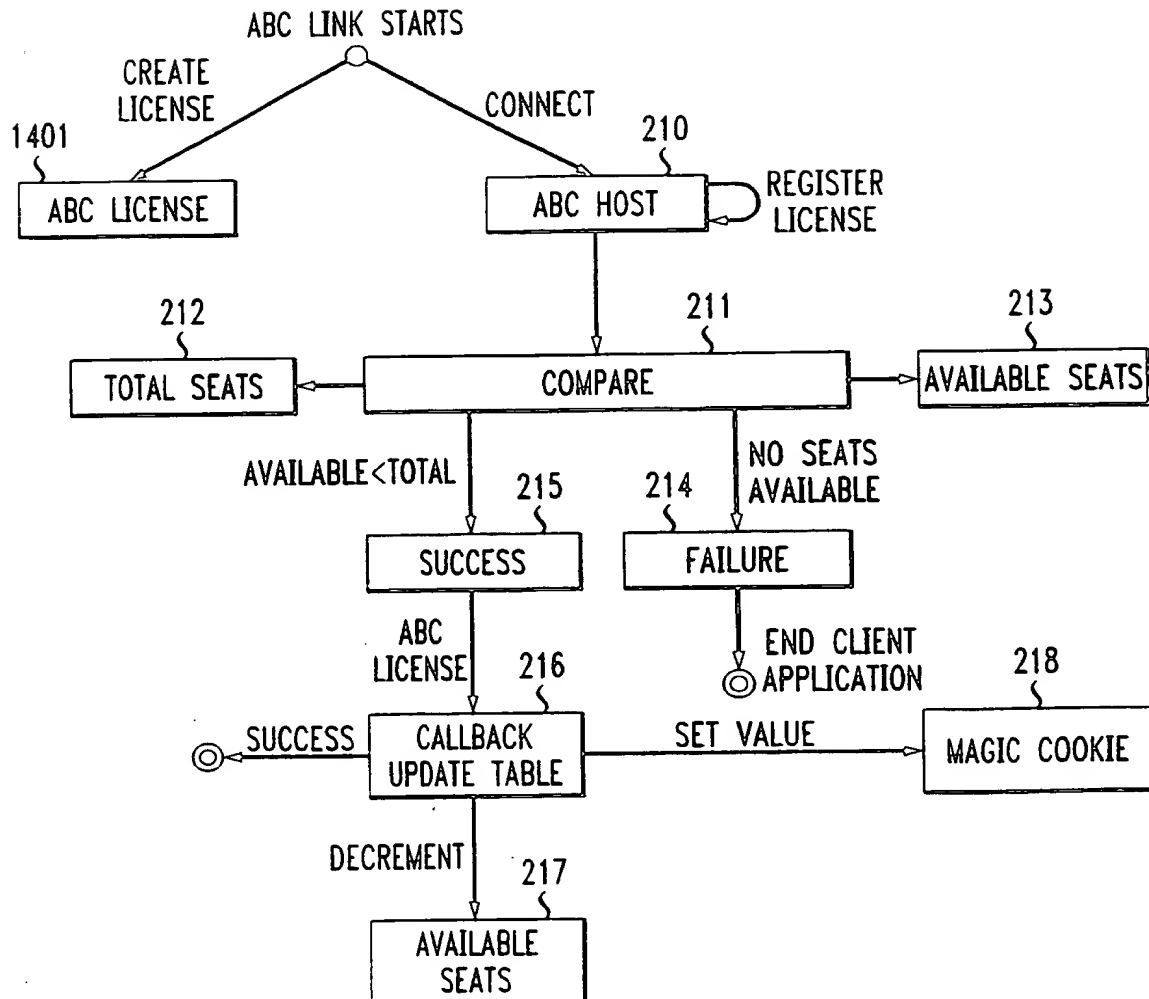 ABC LINK STARTS
CREATE
LICENSE
CONNECT
1401
210
ABC LICENSE
ABC HOST
REGISTER
LICENSE
212
211
213
TOTAL SEATS
COMPARE
AVAILABLE SEATS
AVAILABLE<TOTAL
NO SEATS
AVAILABLE
215
214
SUCCESS
FAILURE
ABC
LICENSE
216
END CLIENT
APPLICATION
218
SUCCESS
CALLBACK
UPDATE TABLE
SET VALUE
MAGIC COOKIE
DECREMENT
217
AVAILABLE
SEATS